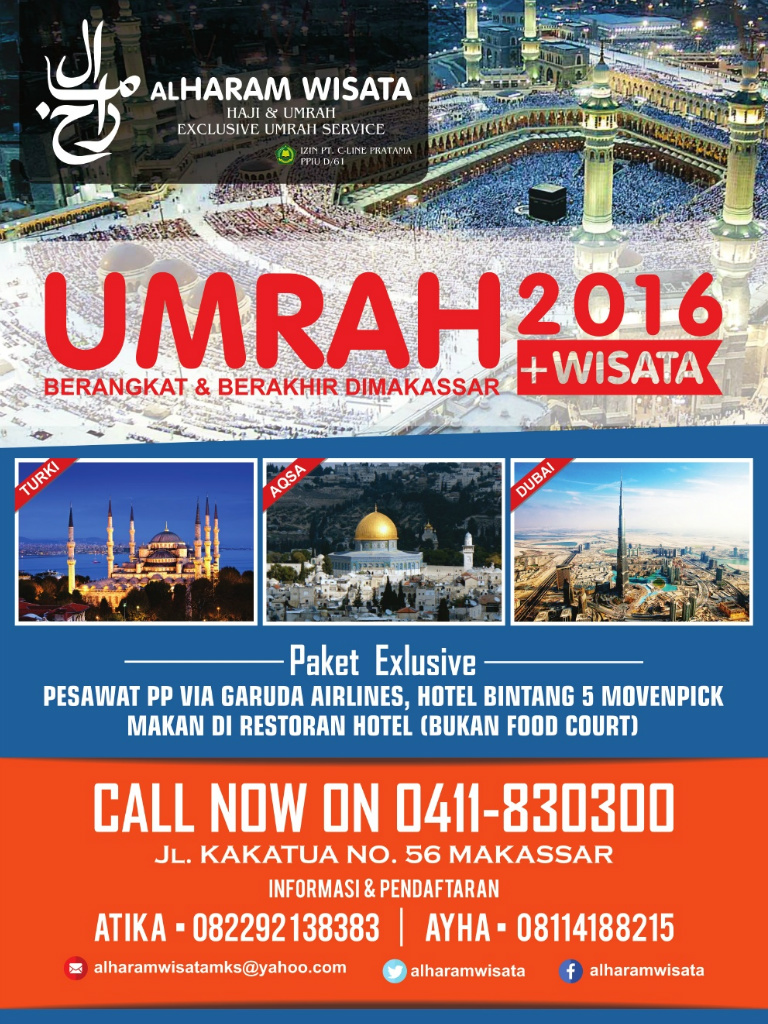 الحرام
ALHARAM WISATA
HAJI & UMRAH
EXCLUSIVE UMRAH SERVICE
IZIN PT. C-LINE PRATAMA
PPIU D/61
UMRAH 2016
+WISATA
BERANGKAT & BERAKHIR DIMAKASSAR
TURKI
AQSA
DUBAI
Paket Exlusive
PESAWAT PP VIA GARUDA AIRLINES, HOTEL BINTANG 5 MOVENPICK
MAKAN DI RESTORAN HOTEL (BUKAN FOOD COURT)
CALL NOW ON 0411-830300
JL. KAKATUA NO. 56 MAKASSAR
INFORMASI & PENDAFTARAN
ATIKA ▪ 082292138383 | AYHA ▪ 08114188215
alharamwisatamks@yahoo.com
alharamwisata
alharamwisata